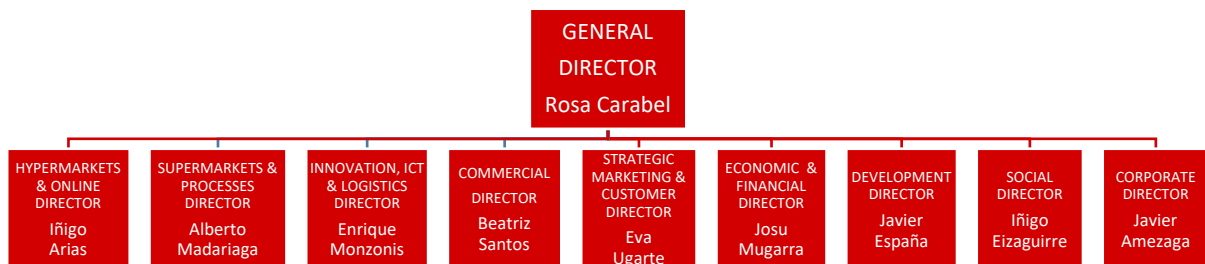 GENERAL
DIRECTOR
Rosa Carabel
HYPERMARKETS
& ONLINE
DIRECTOR
Iñigo
Arias
SUPERMARKETS &
PROCESSES
DIRECTOR
Alberto
Madariaga
INNOVATION, ICT
& LOGISTICS
DIRECTOR
Enrique
Monzonis
COMMERCIAL
DIRECTOR
Beatriz
Santos
STRATEGIC
MARKETING &
CUSTOMER
DIRECTOR
Eva
Ugarte
ECONOMIC &
FINANCIAL
DIRECTOR
Josu
Mugarra
DEVELOPMENT
DIRECTOR
Javier
España
SOCIAL
DIRECTOR
Iñigo
Eizaguirre
CORPORATE
DIRECTOR
Javier
Amezaga